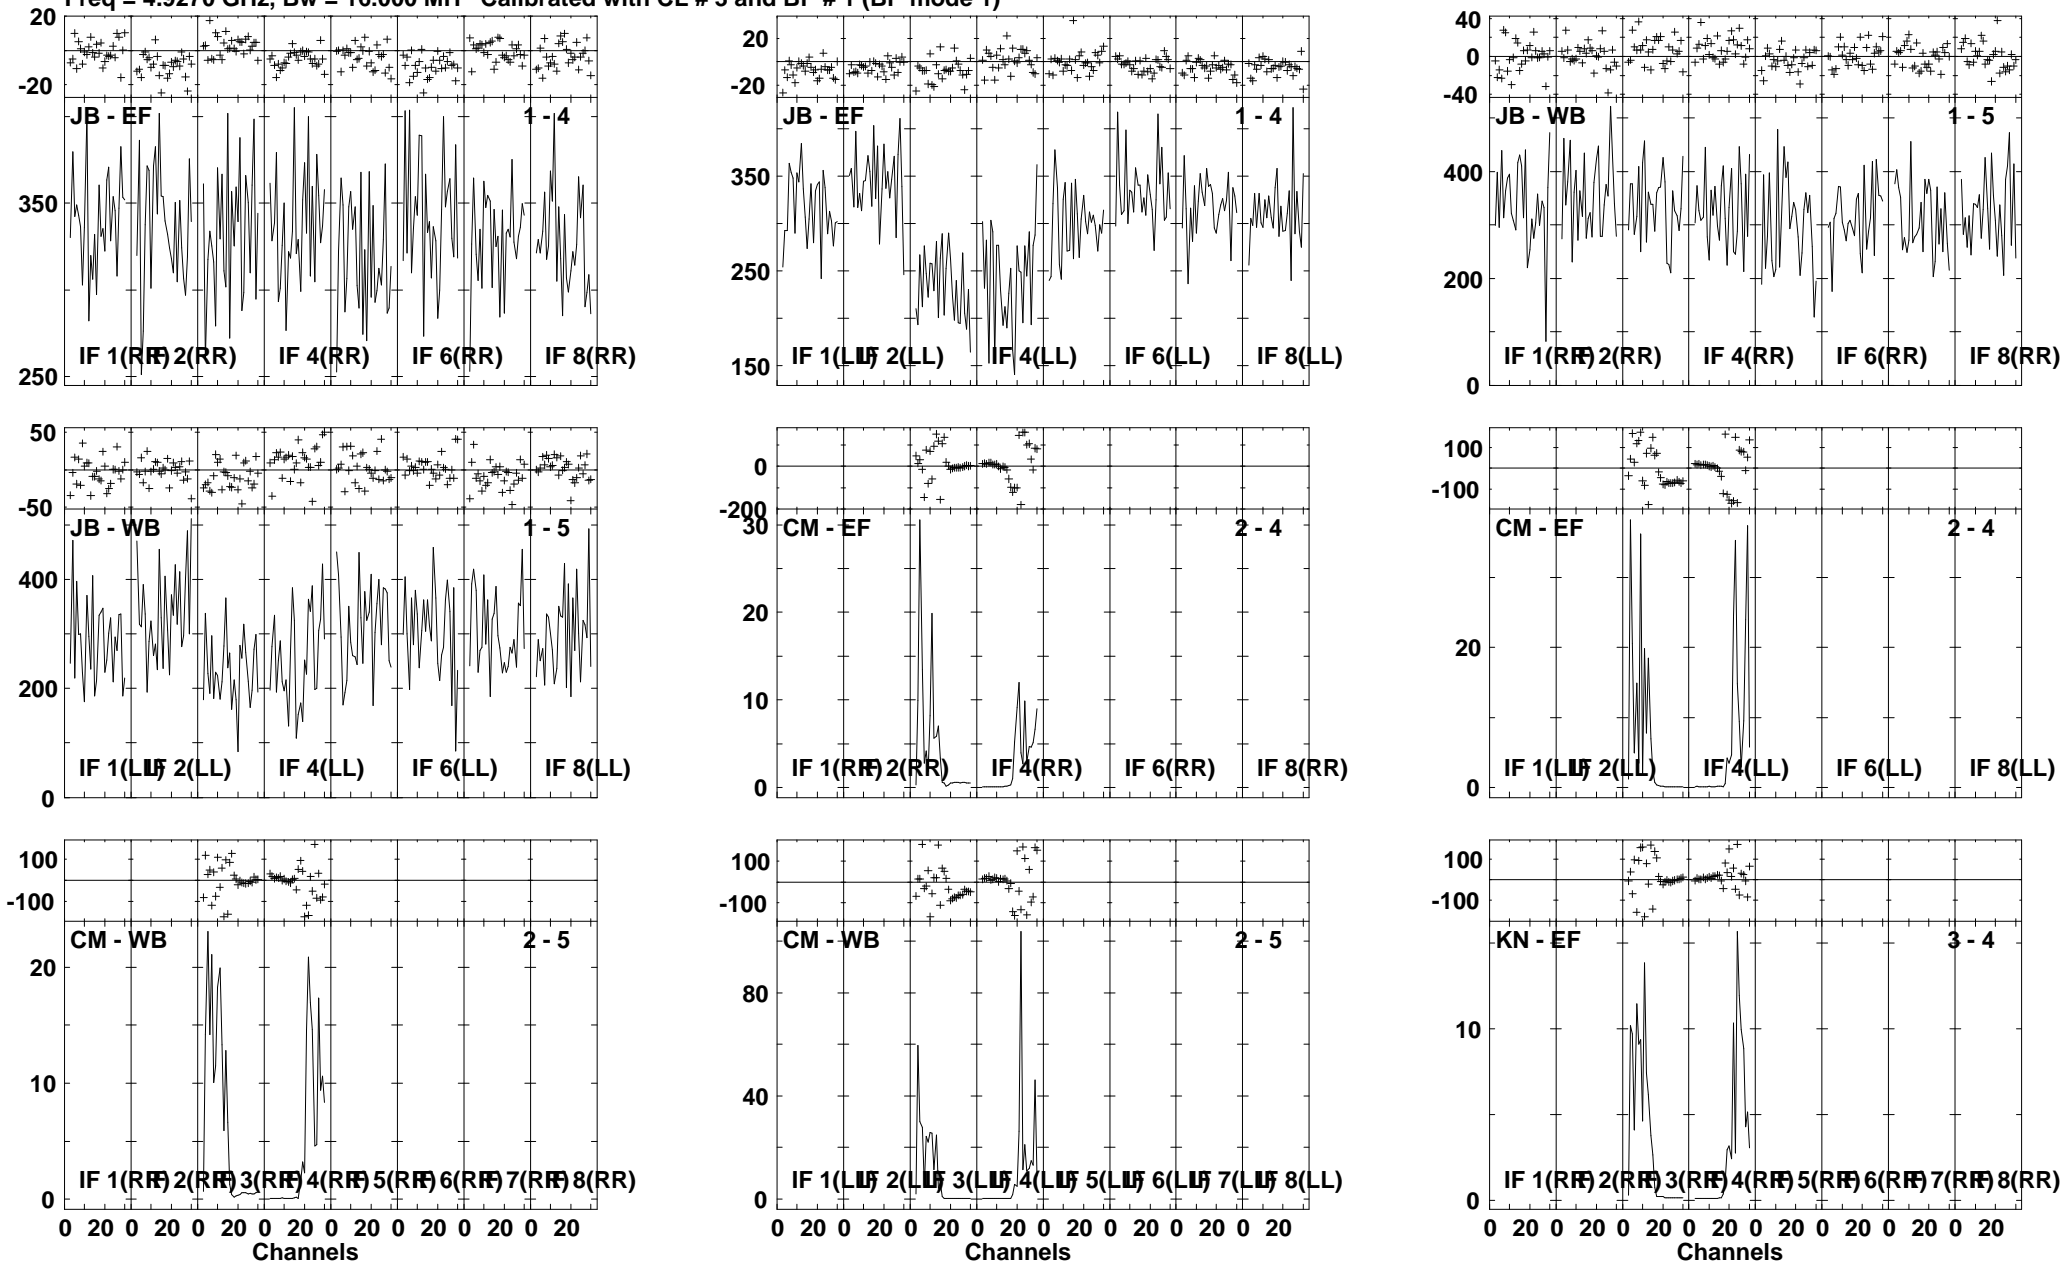 Freq = 4.9270 GHz, Bw = 16.000 MH Calibrated with CL # 3 and BP # 1 (BP mode 1)
20
-20
JB - EF 1 - 4
350
250
IF 1(RR) IF 2(RR) IF 4(RR) IF 6(RR) IF 8(RR)
20
-20
JB - EF 1 - 4
350
250
150
IF 1(LL) IF 2(LL) IF 4(LL) IF 6(LL) IF 8(LL)
40
0
-40
JB - WB 1 - 5
400
200
0
IF 1(RR) IF 2(RR) IF 4(RR) IF 6(RR) IF 8(RR)
50
0
-50
JB - WB 1 - 5
400
200
0
IF 1(LL) IF 2(LL) IF 4(LL) IF 6(LL) IF 8(LL)
0
-200
CM - EF 2 - 4
30
20
10
0
IF 1(RR) IF 2(RR) IF 4(RR) IF 6(RR) IF 8(RR)
100
-100
CM - EF 2 - 4
20
0
IF 1(LL) IF 2(LL) IF 4(LL) IF 6(LL) IF 8(LL)
100
-100
CM - WB 2 - 5
20
10
0
IF 1(RR) IF 2(RR) IF 3(RR) IF 4(RR) IF 5(RR) IF 6(RR) IF 7(RR) IF 8(RR)
0 20 0 20 0 20 0 20 0 20 0 20 0 20 0 20
Channels
100
-100
CM - WB 2 - 5
80
40
0
IF 1(LL) IF 2(LL) IF 3(LL) IF 4(LL) IF 5(LL) IF 6(LL) IF 7(LL) IF 8(LL)
0 20 0 20 0 20 0 20 0 20 0 20 0 20 0 20
Channels
100
-100
KN - EF 3 - 4
10
0
IF 1(RR) IF 2(RR) IF 3(RR) IF 4(RR) IF 5(RR) IF 6(RR) IF 7(RR) IF 8(RR)
0 20 0 20 0 20 0 20 0 20 0 20 0 20 0 20
Channels